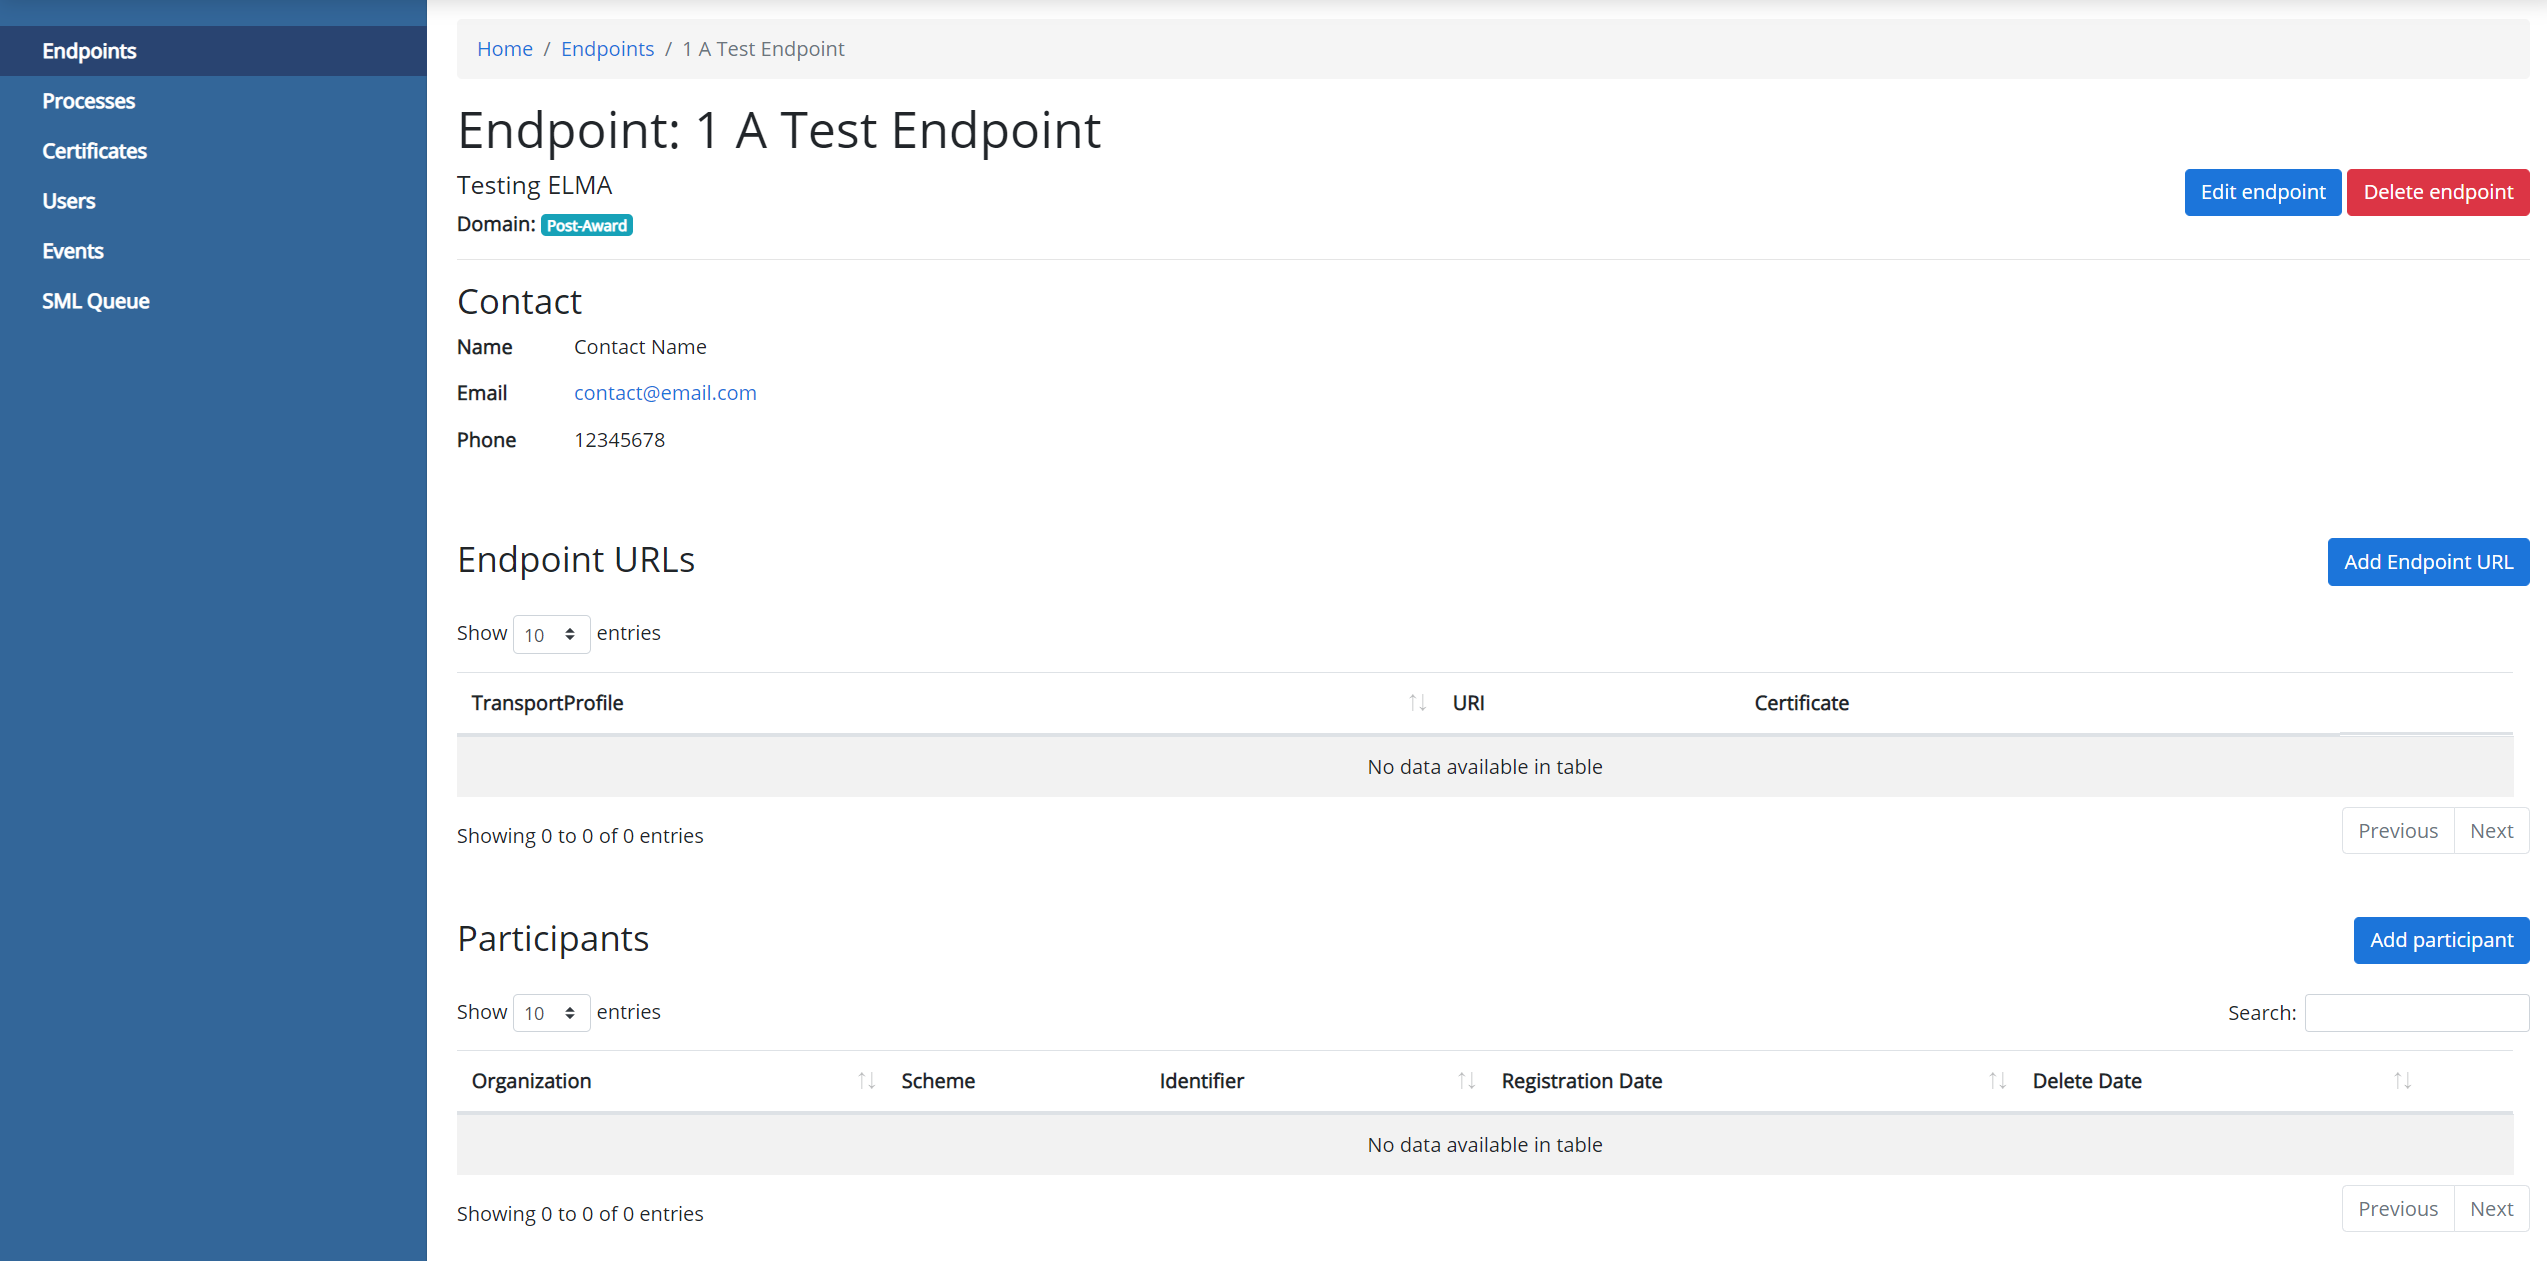 Endpoints
Processes
Certificates
Users
Events
SML Queue
Home / Endpoints / 1 A Test Endpoint
Endpoint: 1 A Test Endpoint
Testing ELMA
Domain: Post-Award
Edit endpoint
Delete endpoint
Contact
Name Contact Name
Email contact@email.com
Phone 12345678
Endpoint URLs
Add Endpoint URL
Show 10 entries
TransportProfile URI Certificate
No data available in table
Showing 0 to 0 of 0 entries
Previous Next
Participants
Add participant
Show 10 entries
Search:
Organization Scheme Identifier Registration Date Delete Date
No data available in table
Showing 0 to 0 of 0 entries
Previous Next